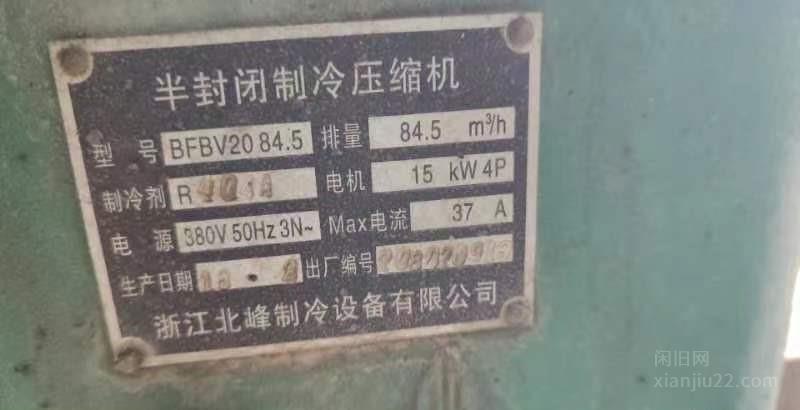 半封闭制冷压缩机
型号 BFBV20 84.5 排量 84.5 m³/h
制冷剂 R 电机 15 kW 4P
电源 380V 50Hz 3N~ Max电流 37 A
生产日期 出厂编号
浙江北峰制冷设备有限公司
闲旧网
xianjiu22.com